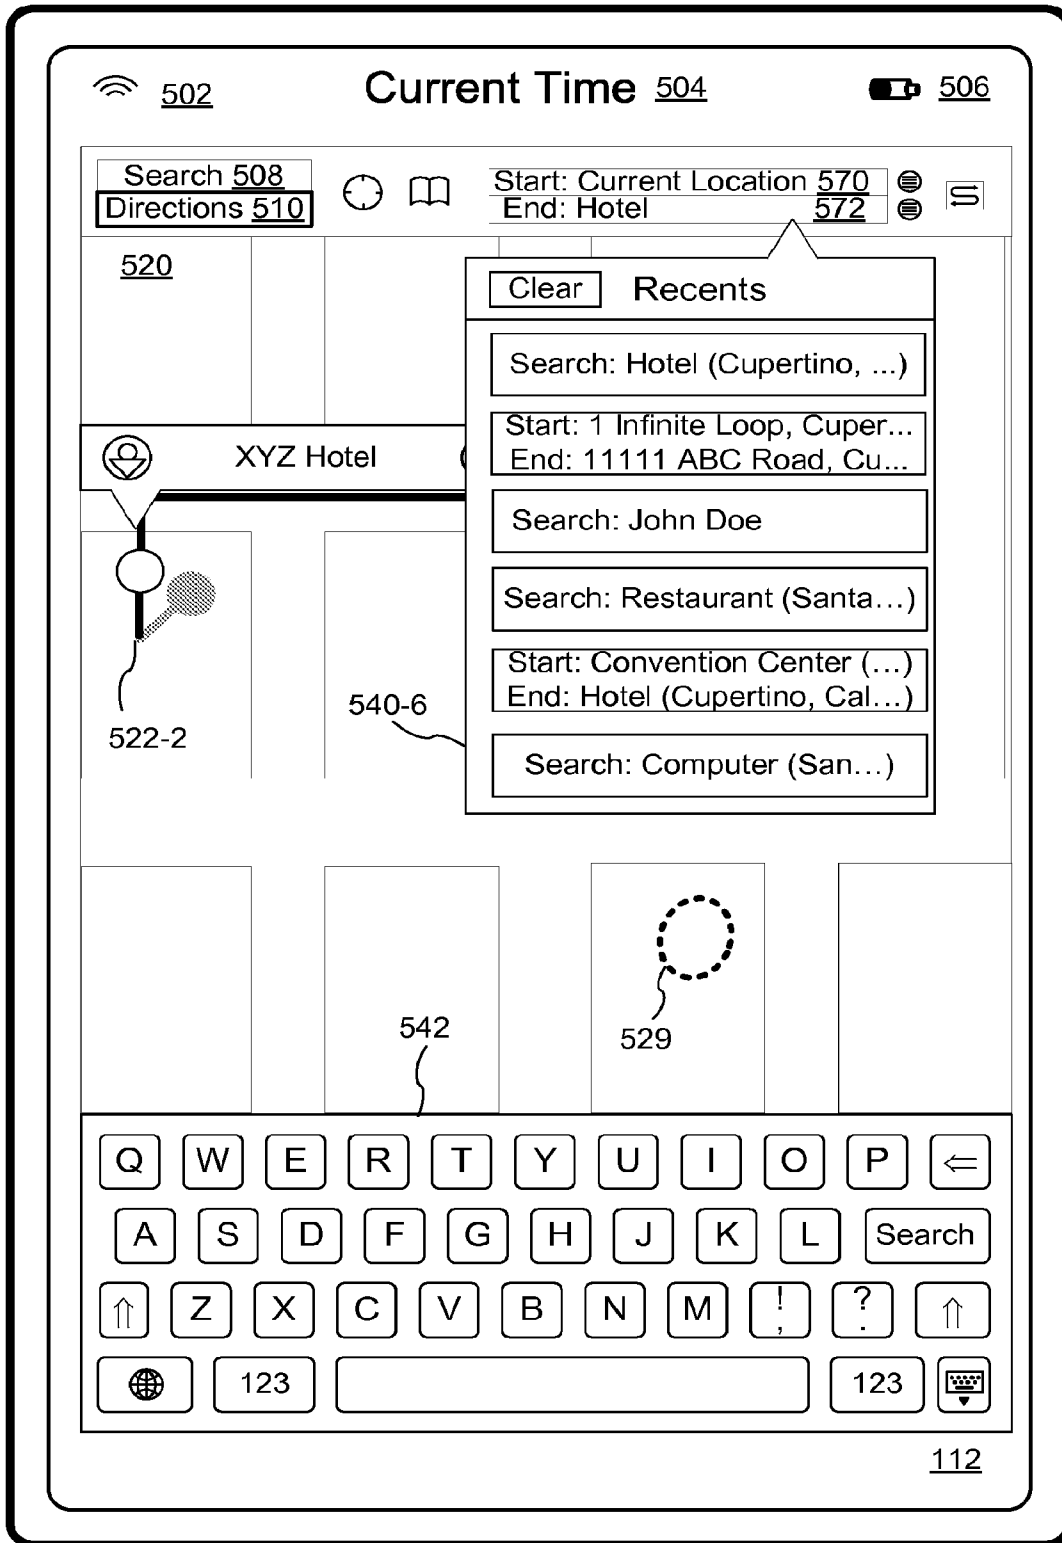 502 Current Time 504 506
Search 508
Directions 510
Start: Current Location 570
End: Hotel 572
520
Clear Recents
Search: Hotel (Cupertino, ...)
Start: 1 Infinite Loop, Cuper...
End: 11111 ABC Road, Cu...
Search: John Doe
Search: Restaurant (Santa...)
Start: Convention Center (...)
End: Hotel (Cupertino, Cal...)
Search: Computer (San...)
XYZ Hotel
522-2
540-6
529
542
Q W E R T Y U I O P
A S D F G H J K L Search
Z X C V B N M ! , ? .
123 123
112